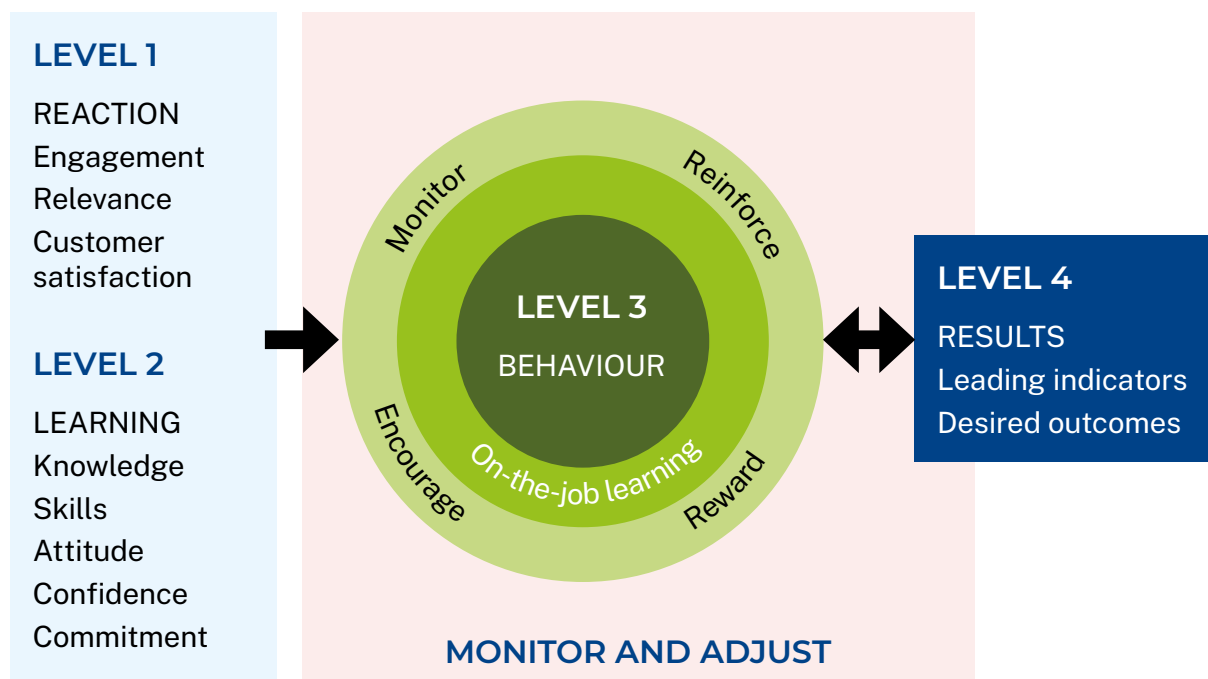 LEVEL 1
REACTION
Engagement
Relevance
Customer
satisfaction
LEVEL 2
LEARNING
Knowledge
Skills
Attitude
Confidence
Commitment
Monitor
Reinforce
LEVEL 3
BEHAVIOUR
On-the-job learning
Encourage
Reward
MONITOR AND ADJUST
LEVEL 4
RESULTS
Leading indicators
Desired outcomes